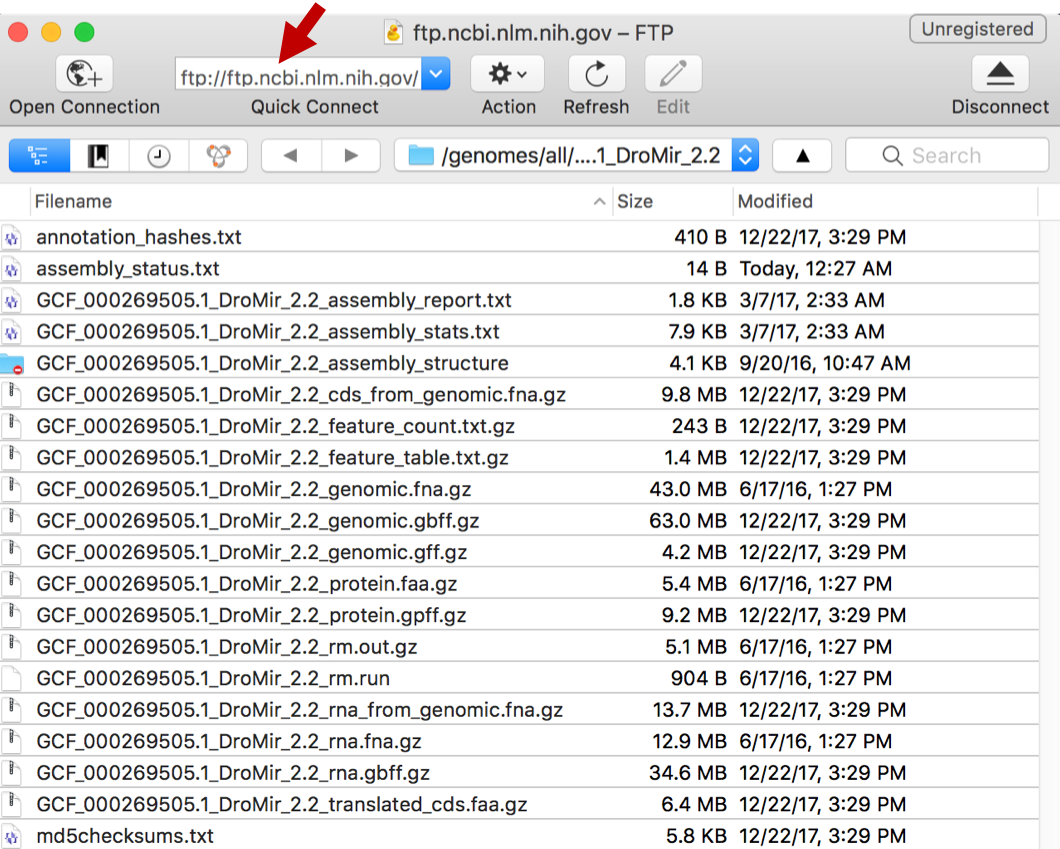 ftp.ncbi.nlm.nih.gov – FTP
Unregistered
ftp://ftp.ncbi.nlm.nih.gov/
Open Connection Quick Connect Action Refresh Edit Disconnect
/genomes/all/....1_DroMir_2.2 Search
Filename Size Modified
annotation_hashes.txt 410 B 12/22/17, 3:29 PM
assembly_status.txt 14 B Today, 12:27 AM
GCF_000269505.1_DroMir_2.2_assembly_report.txt 1.8 KB 3/7/17, 2:33 AM
GCF_000269505.1_DroMir_2.2_assembly_stats.txt 7.9 KB 3/7/17, 2:33 AM
GCF_000269505.1_DroMir_2.2_assembly_structure 4.1 KB 9/20/16, 10:47 AM
GCF_000269505.1_DroMir_2.2_cds_from_genomic.fna.gz 9.8 MB 12/22/17, 3:29 PM
GCF_000269505.1_DroMir_2.2_feature_count.txt.gz 243 B 12/22/17, 3:29 PM
GCF_000269505.1_DroMir_2.2_feature_table.txt.gz 1.4 MB 12/22/17, 3:29 PM
GCF_000269505.1_DroMir_2.2_genomic.fna.gz 43.0 MB 6/17/16, 1:27 PM
GCF_000269505.1_DroMir_2.2_genomic.gbff.gz 63.0 MB 12/22/17, 3:29 PM
GCF_000269505.1_DroMir_2.2_genomic.gff.gz 4.2 MB 12/22/17, 3:29 PM
GCF_000269505.1_DroMir_2.2_protein.faa.gz 5.4 MB 6/17/16, 1:27 PM
GCF_000269505.1_DroMir_2.2_protein.gpff.gz 9.2 MB 12/22/17, 3:29 PM
GCF_000269505.1_DroMir_2.2_rm.out.gz 5.1 MB 6/17/16, 1:27 PM
GCF_000269505.1_DroMir_2.2_rm.run 904 B 6/17/16, 1:27 PM
GCF_000269505.1_DroMir_2.2_rna_from_genomic.fna.gz 13.7 MB 12/22/17, 3:29 PM
GCF_000269505.1_DroMir_2.2_rna.fna.gz 12.9 MB 6/17/16, 1:27 PM
GCF_000269505.1_DroMir_2.2_rna.gbff.gz 34.6 MB 12/22/17, 3:29 PM
GCF_000269505.1_DroMir_2.2_translated_cds.faa.gz 6.4 MB 12/22/17, 3:29 PM
md5checksums.txt 5.8 KB 12/22/17, 3:29 PM